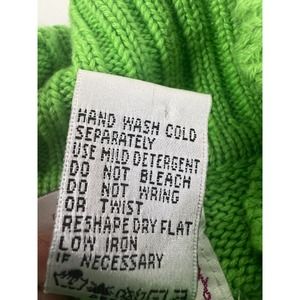 HAND WASH COLD
SEPARATELY
USE MILD DETERGENT
DO NOT BLEACH
DO NOT WRING
OR TWIST
RESHAPE DRY FLAT
LOW IRON
IF NECESSARY